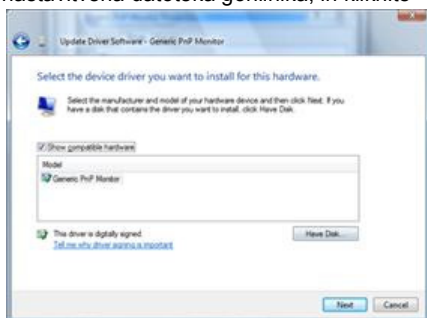 nastavitvena datoteka gonilnika, in kliknite
Update Driver Software - Generic PnP Monitor
Select the device driver you want to install for this hardware.
Select the manufacturer and model of your hardware device and then click Next. If you
have a disk that contains the driver you want to install, click Have Disk.
Show compatible hardware
Model
Generic PnP Monitor
This driver is digitally signed.
Have Disk...
Tell me why driver signing is important
Next
Cancel